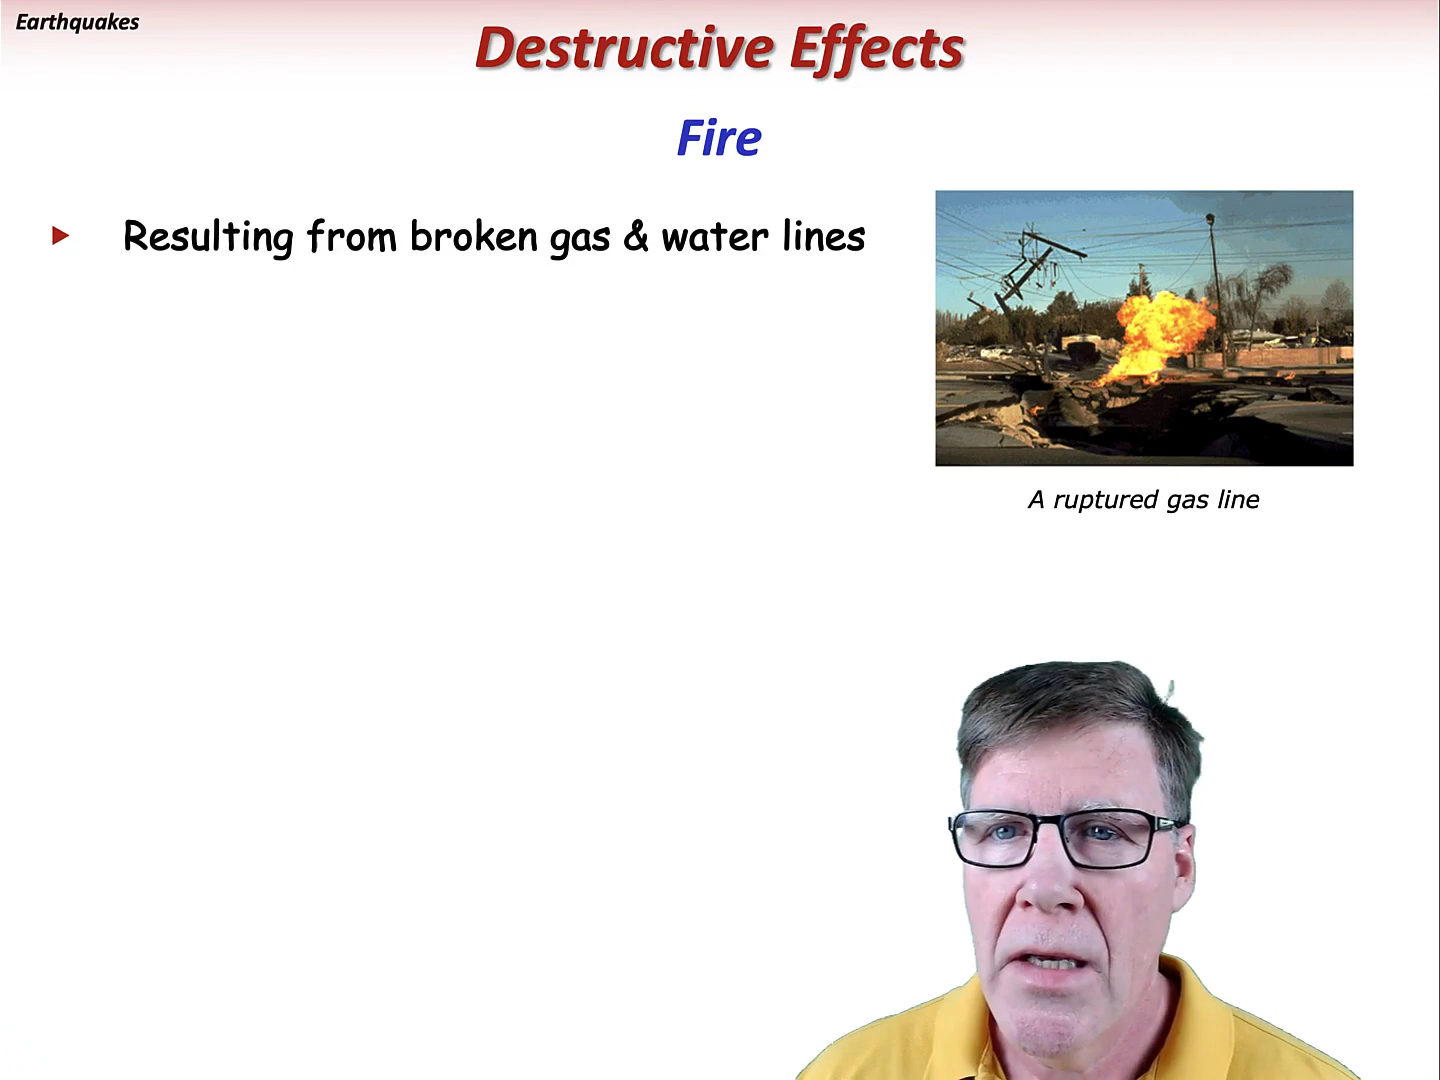 Earthquakes
Destructive Effects
Fire
Resulting from broken gas & water lines
A ruptured gas line